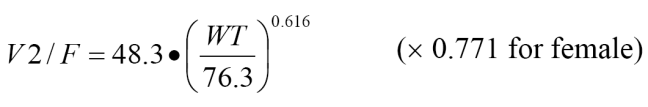 V2/F = 48.3•(WT/76.3)^0.616 (× 0.771 for female)